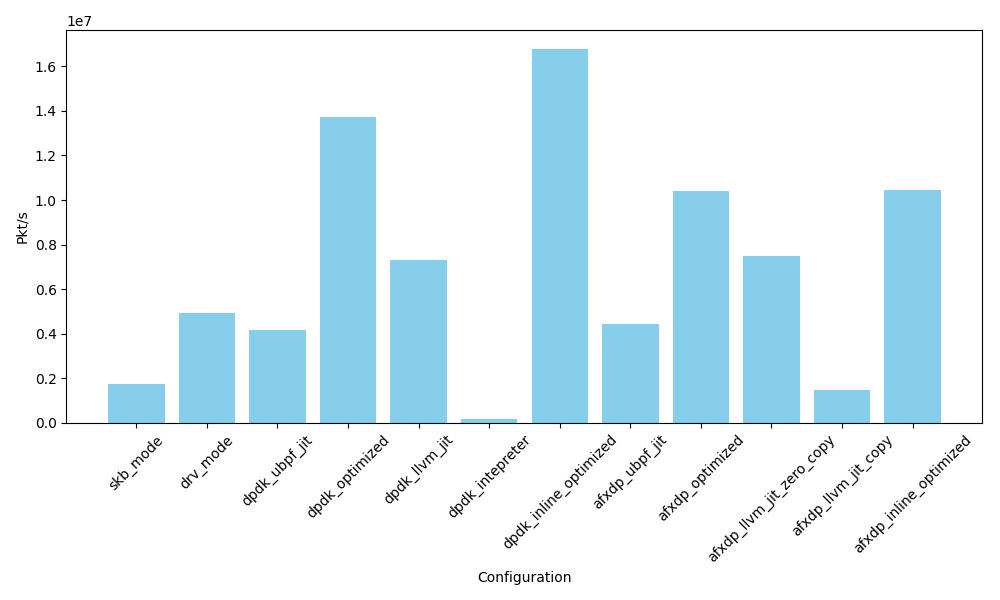 1e7
1.6
1.4
1.2
1.0
0.8
0.6
0.4
0.2
0.0
Pkt/s
skb_mode
drv_mode
dpdk_ubpf_jit
dpdk_optimized
dpdk_llvm_jit
dpdk_intepreter
dpdk_inline_optimized
afxdp_ubpf_jit
afxdp_optimized
afxdp_llvm_jit_zero_copy
afxdp_llvm_jit_copy
afxdp_inline_optimized
Configuration